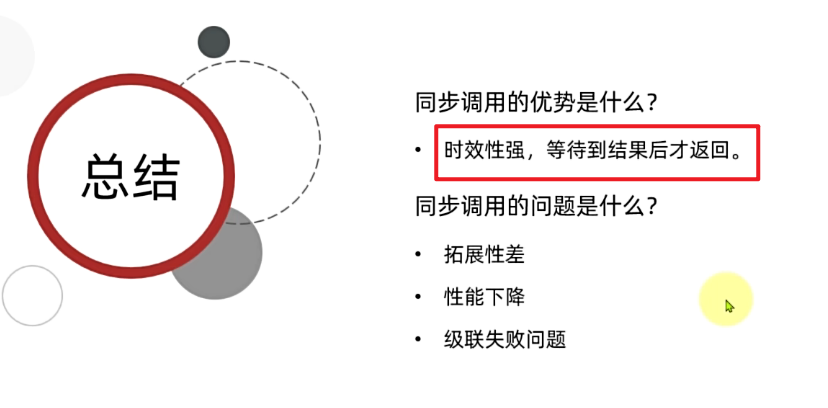 总结
同步调用的优势是什么？
• 时效性强，等待到结果后才返回。
同步调用的问题是什么？
• 拓展性差
• 性能下降
• 级联失败问题